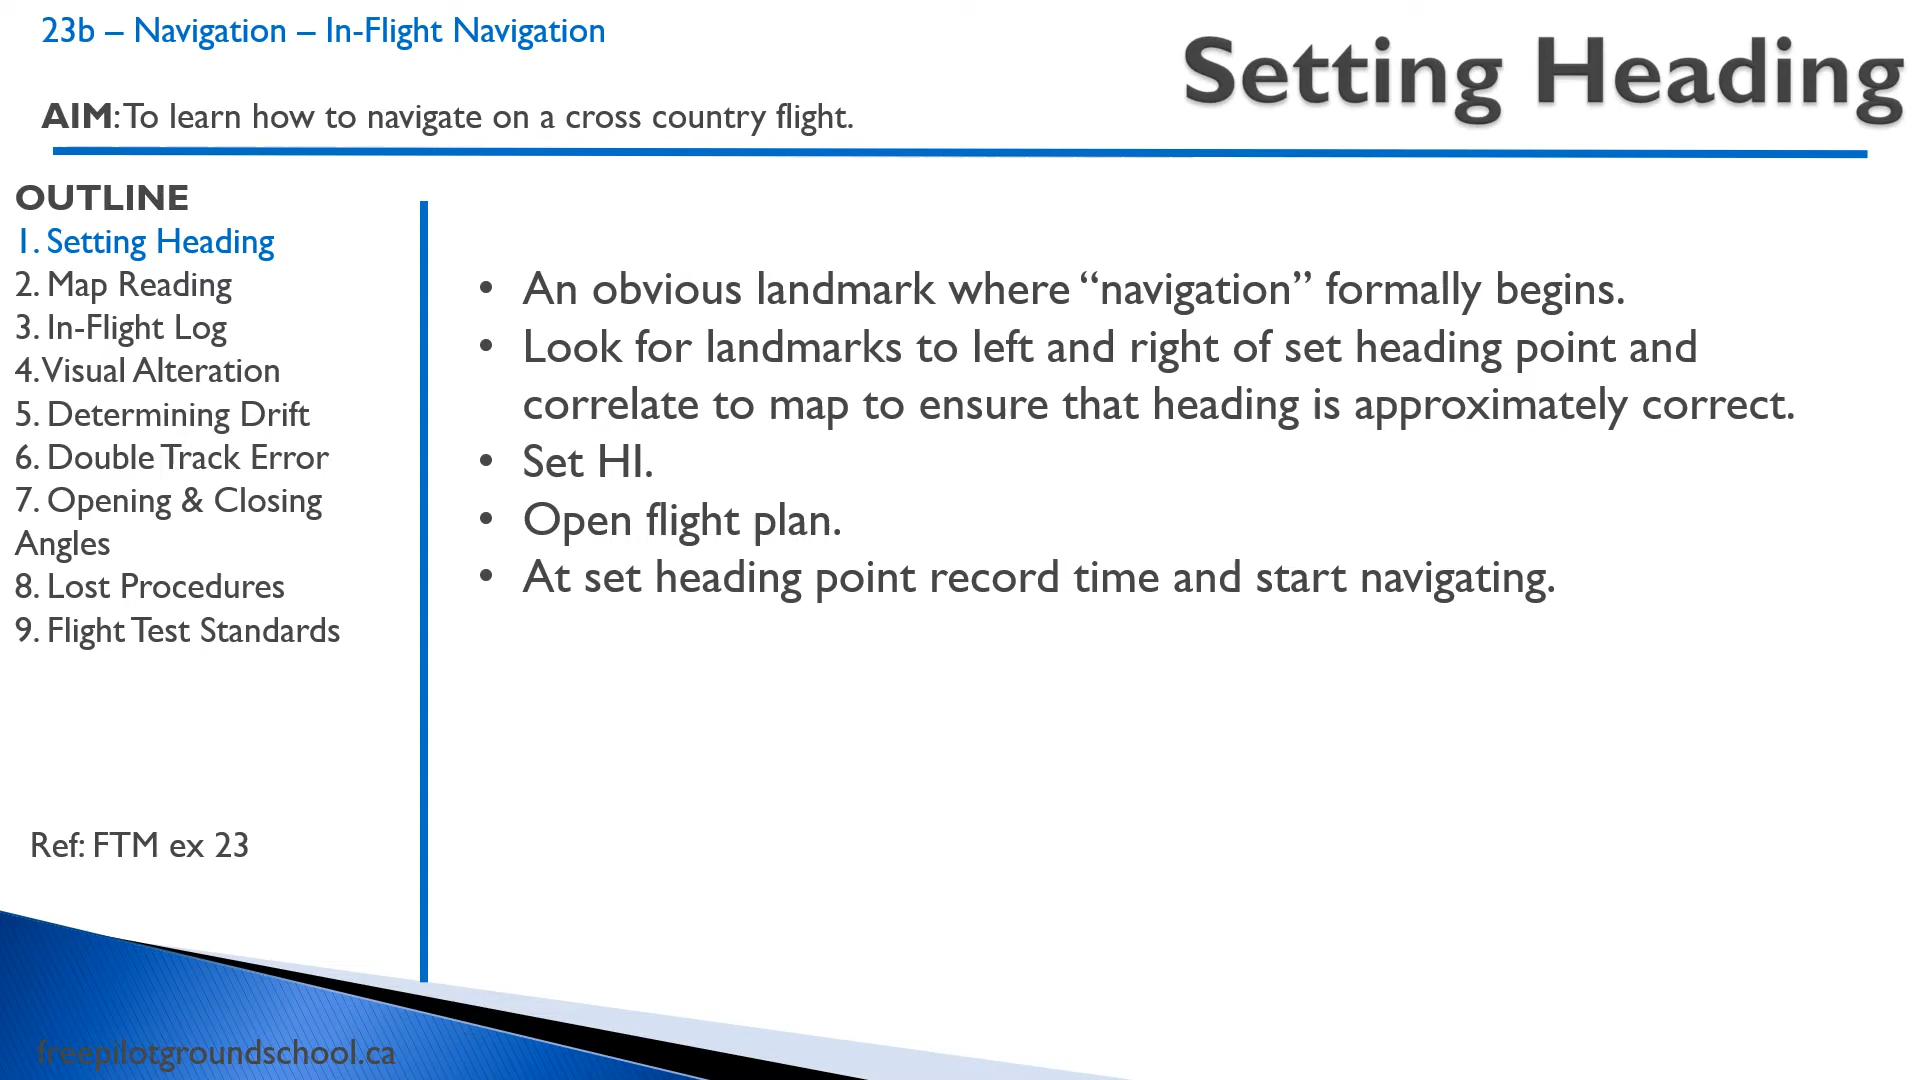 23b – Navigation – In-Flight Navigation
Setting Heading
AIM: To learn how to navigate on a cross country flight.
OUTLINE
1. Setting Heading
2. Map Reading
3. In-Flight Log
4. Visual Alteration
5. Determining Drift
6. Double Track Error
7. Opening & Closing
Angles
8. Lost Procedures
9. Flight Test Standards
Ref: FTM ex 23
• An obvious landmark where “navigation” formally begins.
• Look for landmarks to left and right of set heading point and
correlate to map to ensure that heading is approximately correct.
• Set HI.
• Open flight plan.
• At set heading point record time and start navigating.
freepilotgroundschool.ca